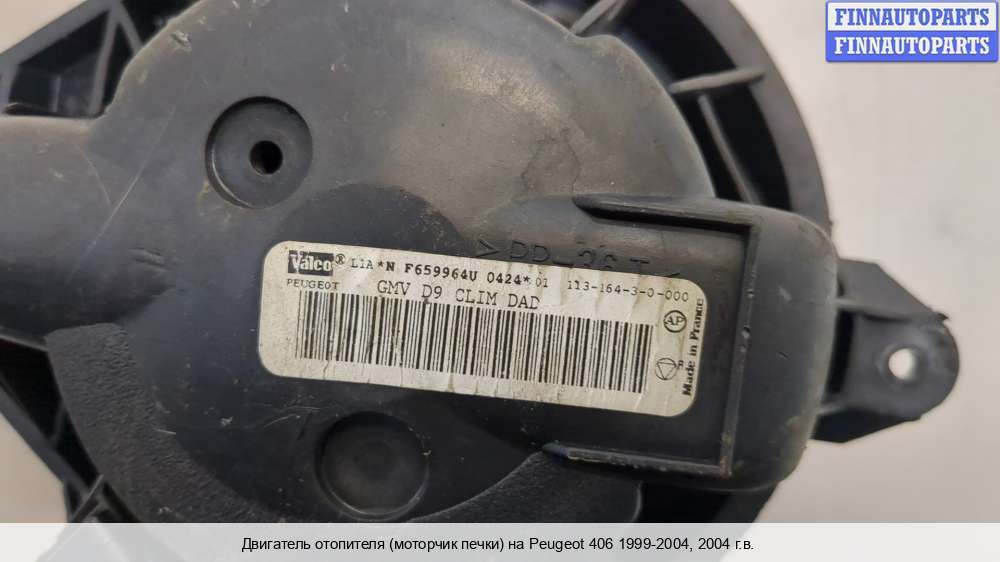 FINNAUTOPARTS
FINNAUTOPARTS
Valeo® L1A*N F659964U 0424*01 113-164-3-0-000
PEUGEOT GMV D9 CLIM DAD
AP
Made in France
Двигатель отопителя (моторчик печки) на Peugeot 406 1999-2004, 2004 г.в.